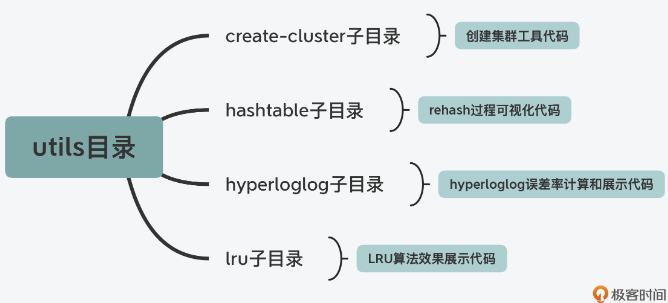 create-cluster子目录
创建集群工具代码
hashtable子目录
rehash过程可视化代码
utils目录
hyperloglog子目录
hyperloglog误差率计算和展示代码
lru子目录
LRU算法效果展示代码
极客时间